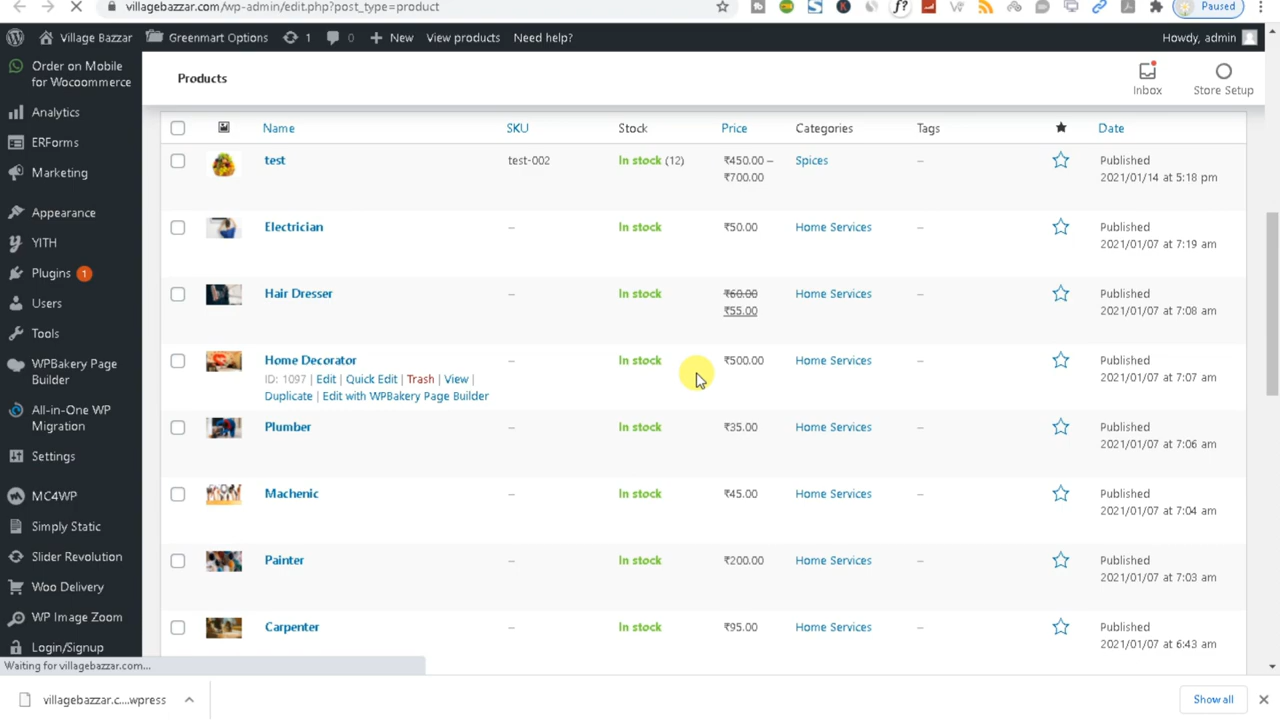 villagebazzar.com/wp-admin/edit.php?post_type=product
Paused
Village Bazzar
Greenmart Options
1
0
New
View products
Need help?
Howdy, admin
Order on Mobile
for Wocoommerce
Analytics
ERForms
Marketing
Appearance
YITH
Plugins 1
Users
Tools
WPBakery Page
Builder
All-in-One WP
Migration
Settings
MC4WP
Simply Static
Slider Revolution
Woo Delivery
WP Image Zoom
Login/Signup
Products
Inbox
Store Setup
Name SKU Stock Price Categories Tags Date
test test-002 In stock (12) ₹450.00 – Spices – Published
₹700.00 2021/01/14 at 5:18 pm
Electrician – In stock ₹50.00 Home Services – Published
2021/01/07 at 7:19 am
Hair Dresser – In stock ₹60.00 Home Services – Published
₹55.00 2021/01/07 at 7:08 am
Home Decorator – In stock ₹500.00 Home Services – Published
ID: 1097 | Edit | Quick Edit | Trash | View | 2021/01/07 at 7:07 am
Duplicate | Edit with WPBakery Page Builder
Plumber – In stock ₹35.00 Home Services – Published
2021/01/07 at 7:06 am
Machenic – In stock ₹45.00 Home Services – Published
2021/01/07 at 7:04 am
Painter – In stock ₹200.00 Home Services – Published
2021/01/07 at 7:03 am
Carpenter – In stock ₹95.00 Home Services – Published
2021/01/07 at 6:43 am
Waiting for villagebazzar.com...
villagebazzar.c....wpress
Show all